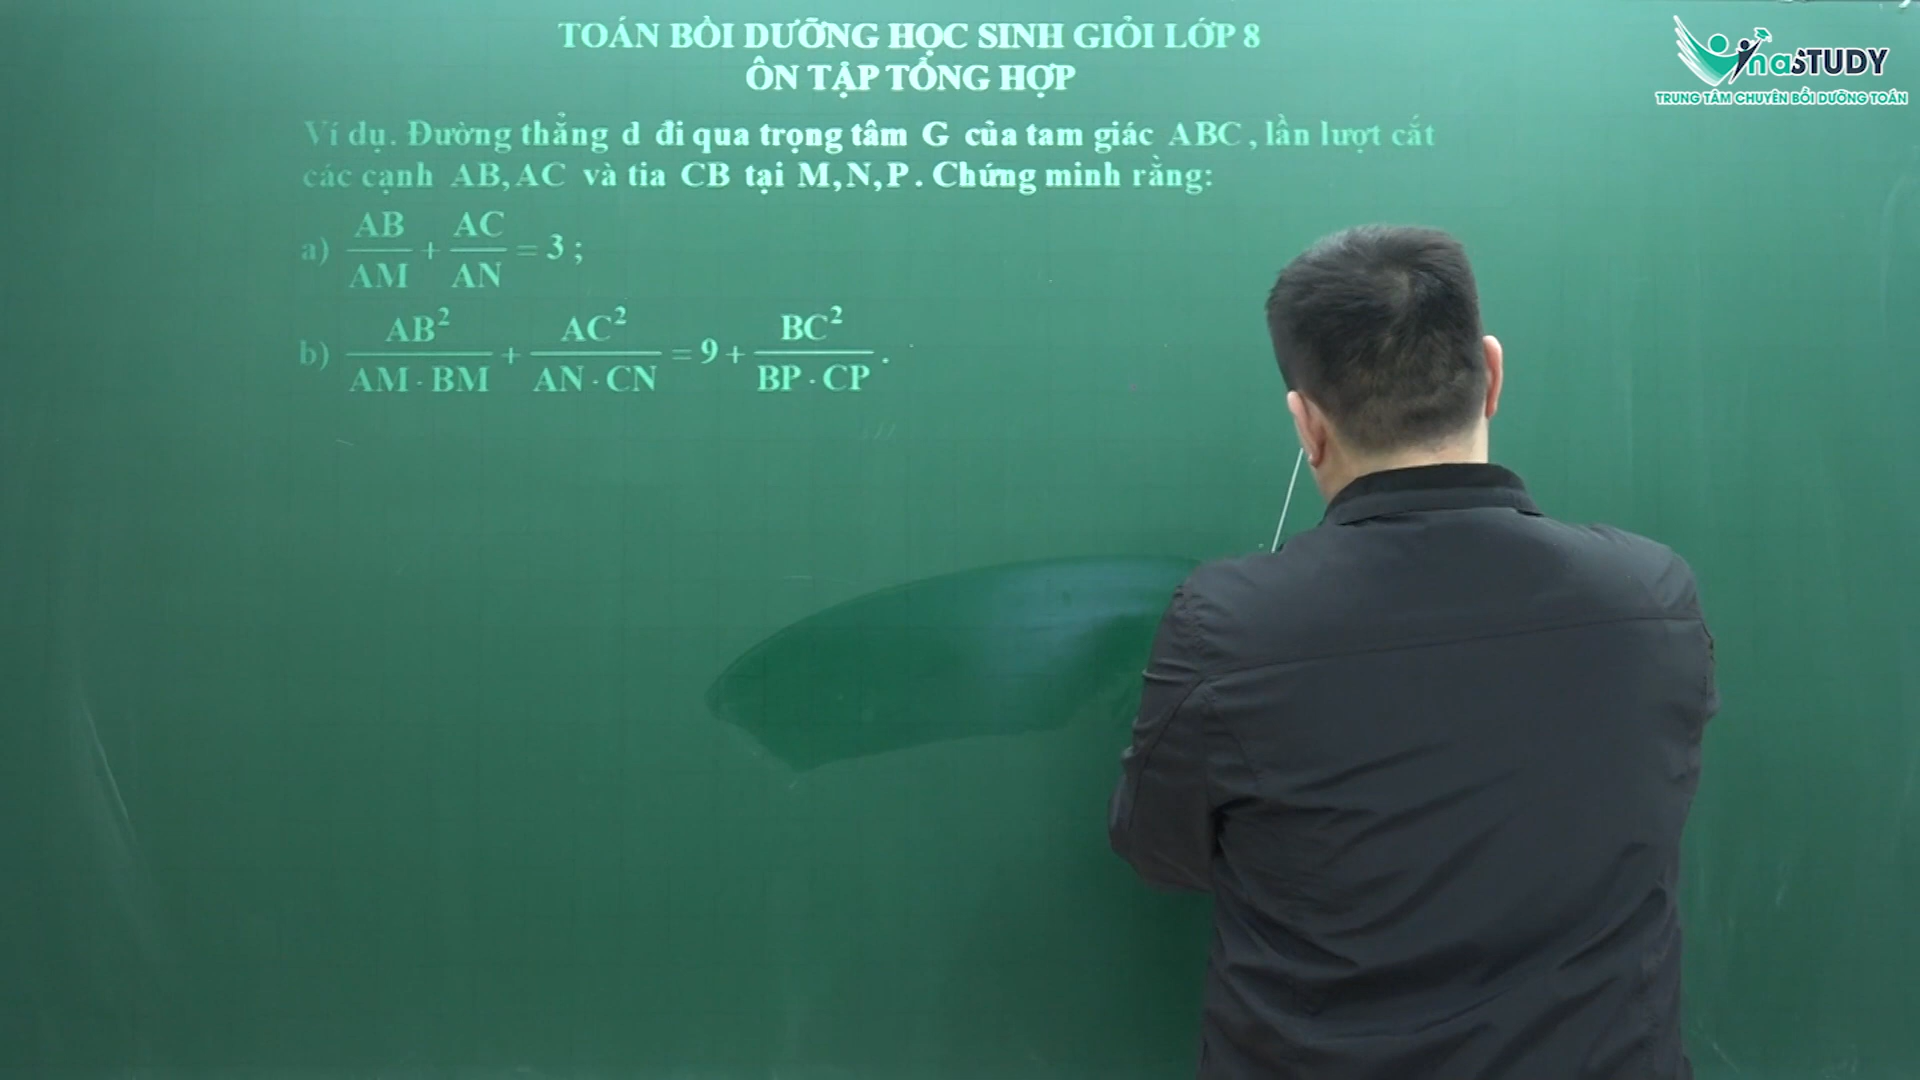 TOÁN BỒI DƯỠNG HỌC SINH GIỎI LỚP 8
ÔN TẬP TỔNG HỢP
VinaSTUDY
TRUNG TÂM CHUYÊN BỒI DƯỠNG TOÁN
Ví dụ. Đường thẳng d đi qua trọng tâm G của tam giác ABC, lần lượt cắt
các cạnh AB, AC và tia CB tại M, N, P. Chứng minh rằng:
a) AB/AM + AC/AN = 3;
b) AB²/(AM · BM) + AC²/(AN · CN) = 9 + BC²/(BP · CP).